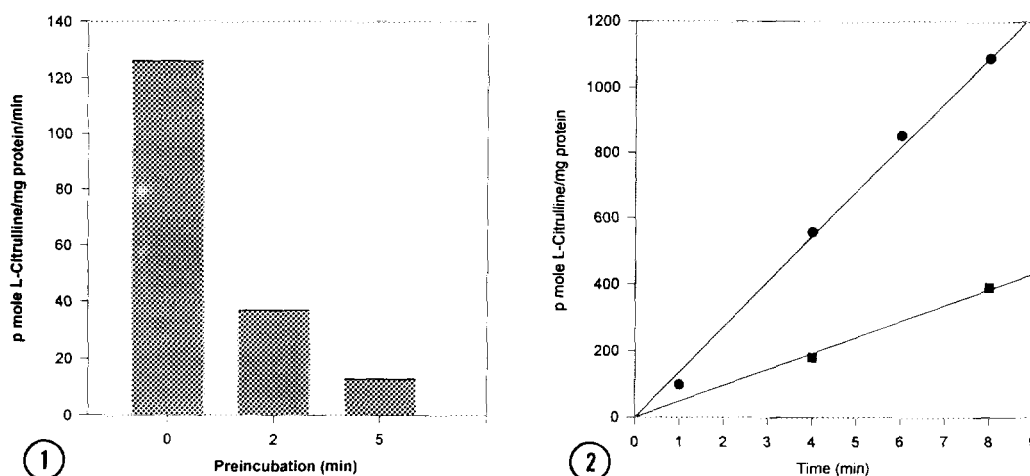 140
120
100
80
60
40
20
0
p mole L-Citrulline/mg protein/min
0 2 5
Preincubation (min)
1
1200
1000
800
600
400
200
0
p mole L-Citrulline/mg protein
0 1 2 3 4 5 6 7 8 9
Time (min)
2